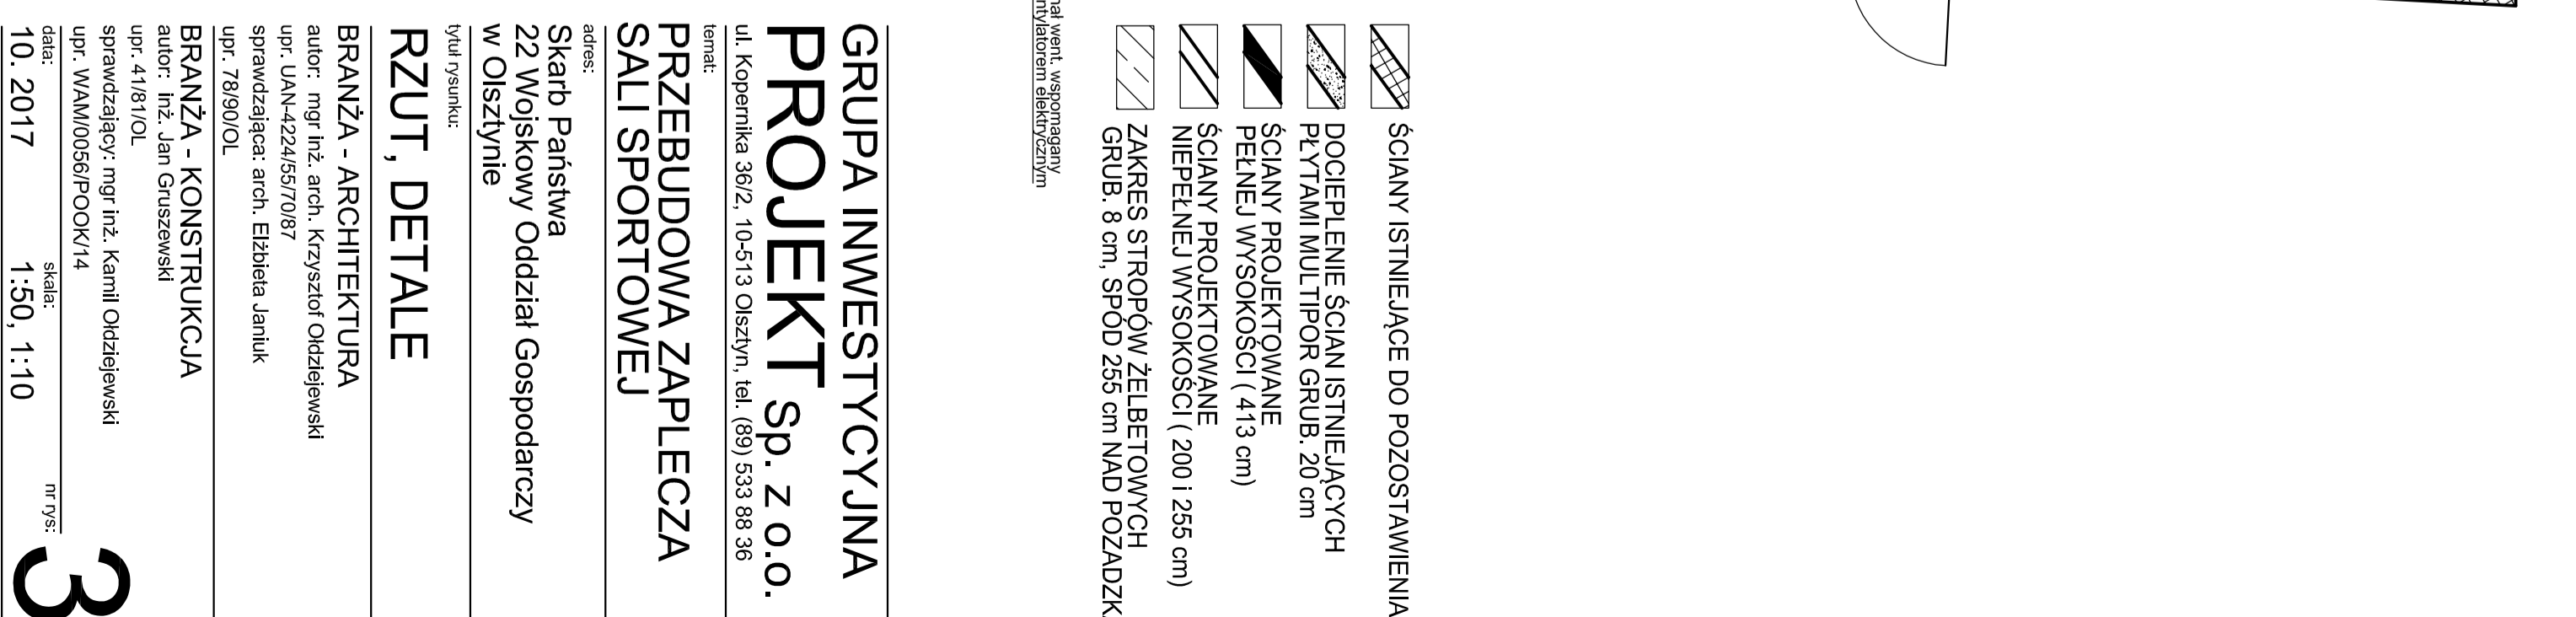 ŚCIANY ISTNIEJĄCE DO POZOSTAWIENIA
DOCIEPLENIE ŚCIAN ISTNIEJĄCYCH
PŁYTAMI MULTIPOR GRUB. 20 cm
ŚCIANY PROJEKTOWANE
PEŁNEJ WYSOKOŚCI ( 413 cm)
ŚCIANY PROJEKTOWANE
NIEPEŁNEJ WYSOKOŚCI ( 200 i 255 cm)
ZAKRES STROPÓW ŻELBETOWYCH
GRUB. 8 cm, SPÓD 255 cm NAD POZADZK
nał went. wspomagany
ntylatorem elektrycznym
GRUPA INWESTYCYJNA
PROJEKT Sp. z o.o.
ul. Kopernika 36/2, 10-513 Olsztyn, tel. (89) 533 88 36
temat:
PRZEBUDOWA ZAPLECZA
SALI SPORTOWEJ
adres:
Skarb Państwa
22 Wojskowy Oddział Gospodarczy
w Olsztynie
tytuł rysunku:
RZUT, DETALE
BRANŻA - ARCHITEKTURA
autor: mgr inż. arch. Krzysztof Ołdziejewski
upr. UAN-4224/55/70/87
sprawdzająca: arch. Elżbieta Janiuk
upr. 78/90/OL
BRANŻA - KONSTRUKCJA
autor: inż. Jan Gruszewski
upr. 41/81/OL
sprawdzający: mgr inż. Kamil Ołdziejewski
upr. WAM/0056/POOK/14
data: skala: nr rys:
10. 2017 1:50, 1:10 3